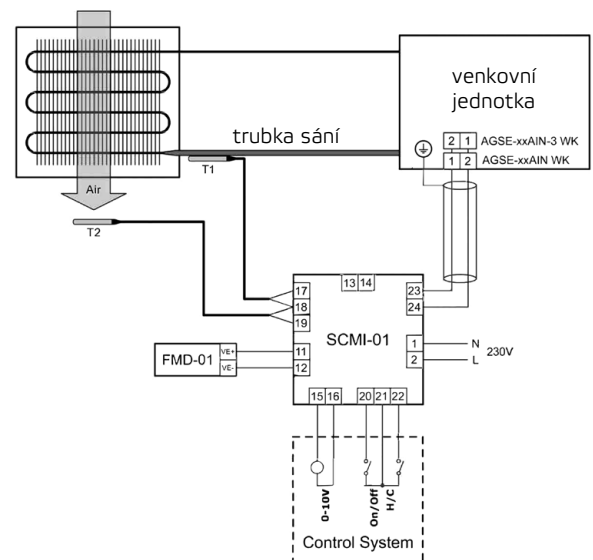 venkovní
jednotka
2 1 AGSE-xxAIN-3 WK
1 2 AGSE-xxAIN WK
trubka sání
T1
Air
T2
13 14
17
18
19
23
24
SCMI-01
FMD-01
VE+
VE-
11
12
1
2
N
L
230V
15 16
20 21 22
0-10V
On/Off
H/C
Control System